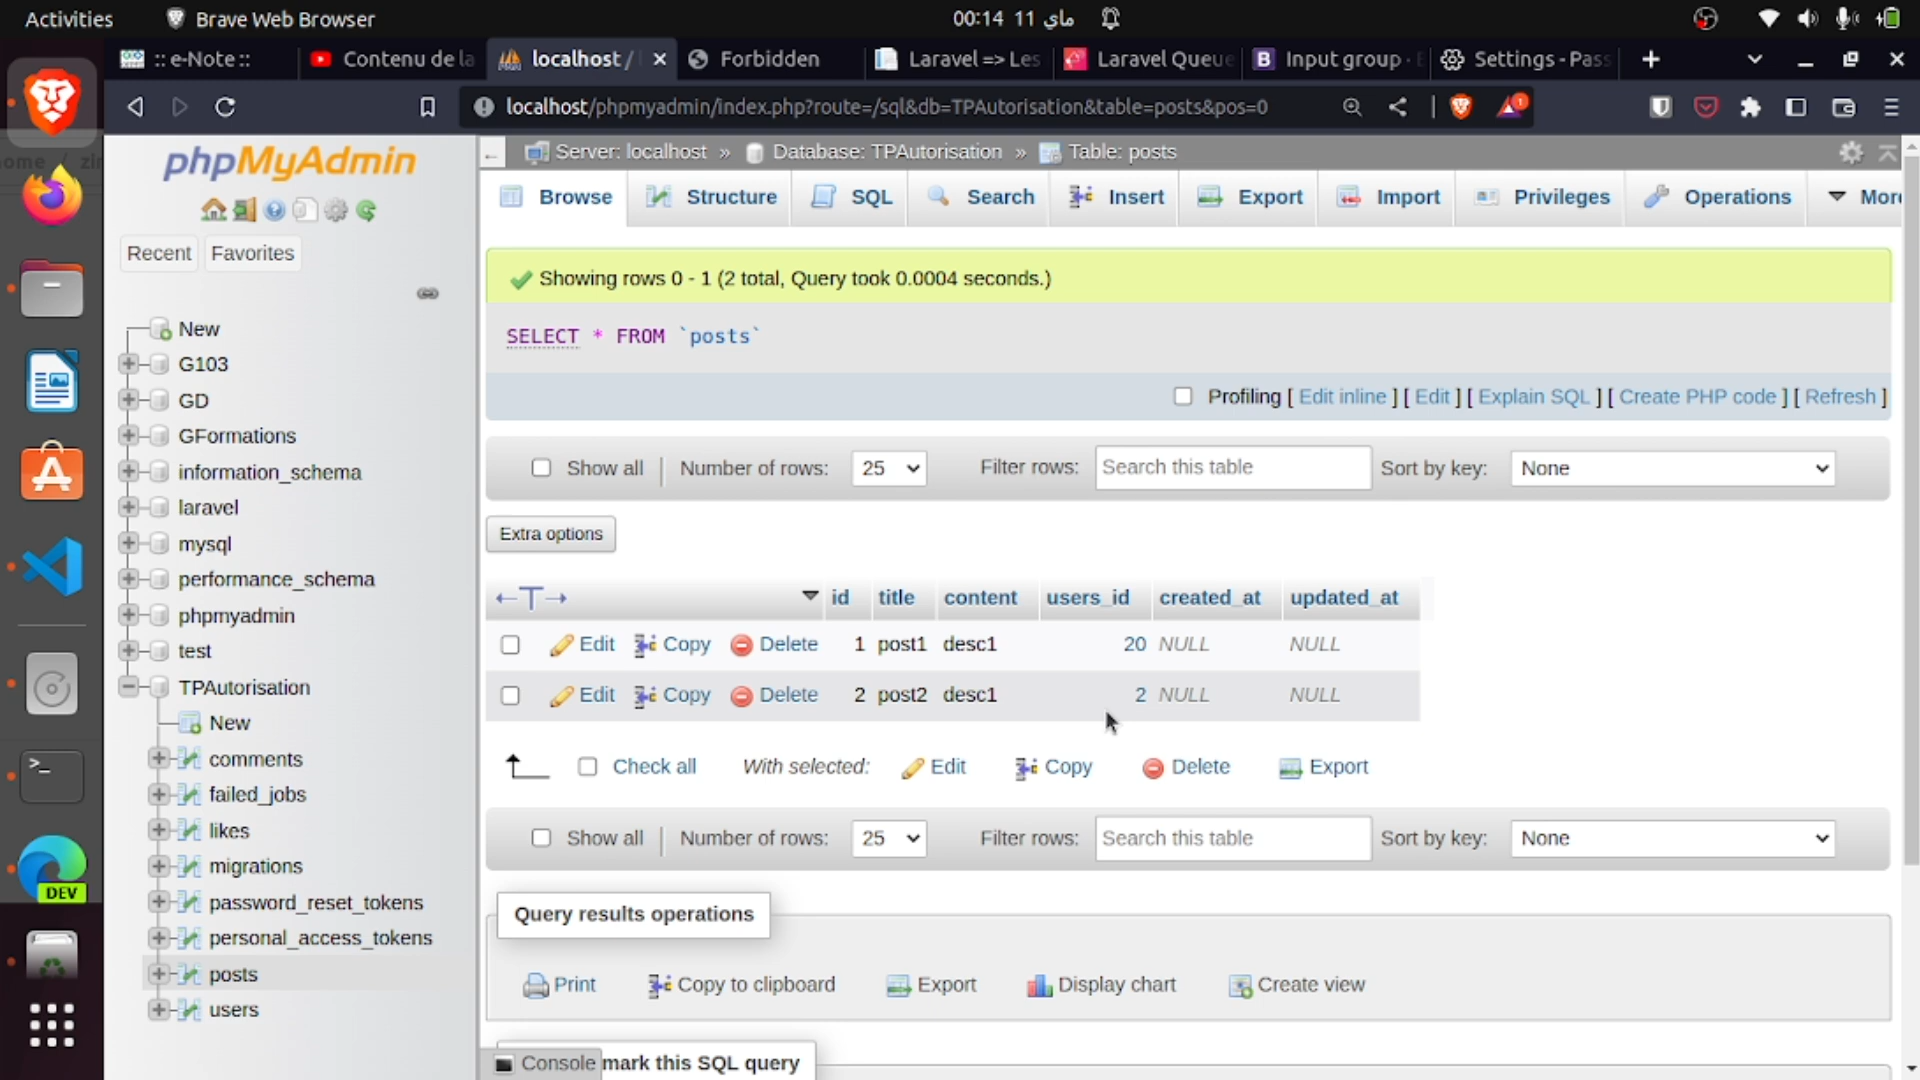 Activities
Brave Web Browser
00:14 11 ماي
:: e-Note ::
Contenu de la
localhost /
Forbidden
Laravel => Les
Laravel Queue
Input group ·
Settings - Pass
localhost/phpmyadmin/index.php?route=/sql&db=TPAutorisation&table=posts&pos=0
1
phpMyAdmin
Recent
Favorites
New
G103
GD
GFormations
information_schema
laravel
mysql
performance_schema
phpmyadmin
test
TPAutorisation
New
comments
failed_jobs
likes
migrations
password_reset_tokens
personal_access_tokens
posts
users
DEV
Server: localhost » Database: TPAutorisation » Table: posts
Browse Structure SQL Search Insert Export Import Privileges Operations More
Showing rows 0 - 1 (2 total, Query took 0.0004 seconds.)
SELECT * FROM `posts`
Profiling [ Edit inline ] [ Edit ] [ Explain SQL ] [ Create PHP code ] [ Refresh ]
Show all | Number of rows: 25 Filter rows: Search this table Sort by key: None
Extra options
id title content users_id created_at updated_at
Edit Copy Delete 1 post1 desc1 20 NULL NULL
Edit Copy Delete 2 post2 desc1 2 NULL NULL
Check all With selected: Edit Copy Delete Export
Show all | Number of rows: 25 Filter rows: Search this table Sort by key: None
Query results operations
Print Copy to clipboard Export Display chart Create view
Console mark this SQL query